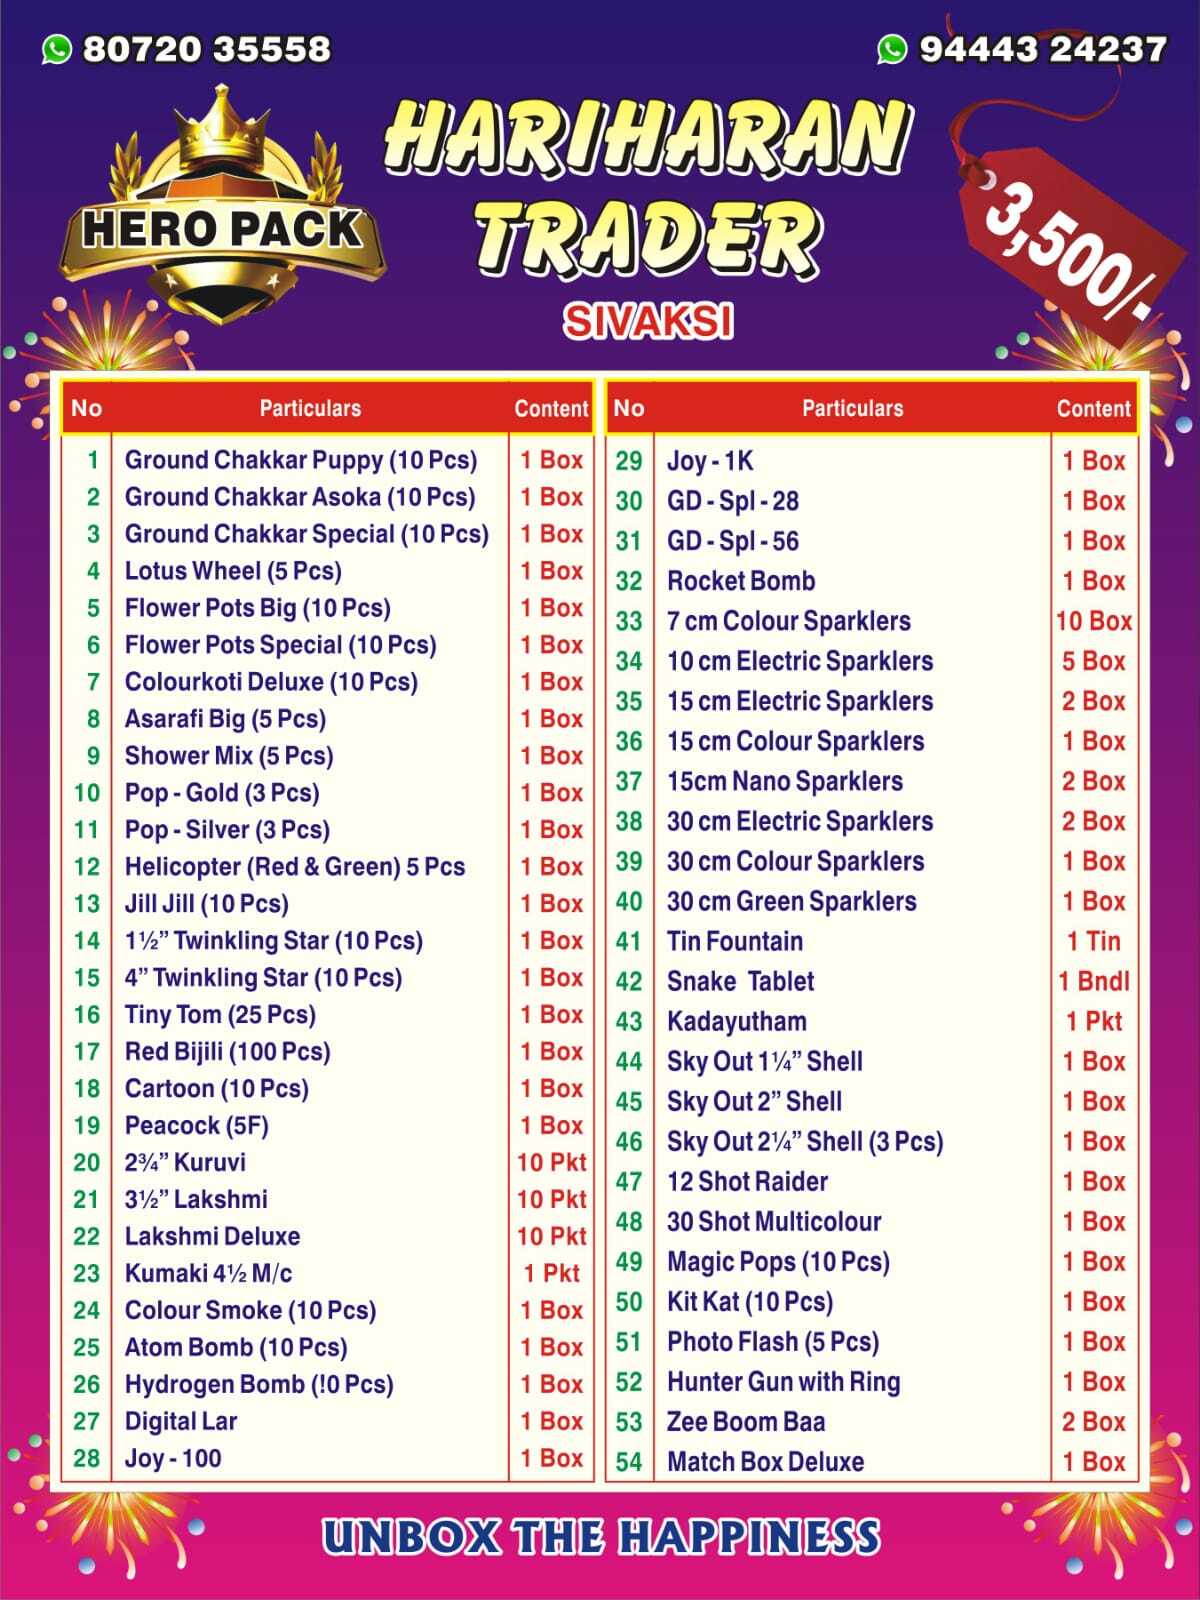 80720 35558
94443 24237
HERO PACK
HARIHARAN
TRADER
SIVAKSI
3,500/-
No Particulars Content
1 Ground Chakkar Puppy (10 Pcs) 1 Box
2 Ground Chakkar Asoka (10 Pcs) 1 Box
3 Ground Chakkar Special (10 Pcs) 1 Box
4 Lotus Wheel (5 Pcs) 1 Box
5 Flower Pots Big (10 Pcs) 1 Box
6 Flower Pots Special (10 Pcs) 1 Box
7 Colourkoti Deluxe (10 Pcs) 1 Box
8 Asarafi Big (5 Pcs) 1 Box
9 Shower Mix (5 Pcs) 1 Box
10 Pop - Gold (3 Pcs) 1 Box
11 Pop - Silver (3 Pcs) 1 Box
12 Helicopter (Red & Green) 5 Pcs 1 Box
13 Jill Jill (10 Pcs) 1 Box
14 1½” Twinkling Star (10 Pcs) 1 Box
15 4” Twinkling Star (10 Pcs) 1 Box
16 Tiny Tom (25 Pcs) 1 Box
17 Red Bijili (100 Pcs) 1 Box
18 Cartoon (10 Pcs) 1 Box
19 Peacock (5F) 1 Box
20 2¾” Kuruvi 10 Pkt
21 3½” Lakshmi 10 Pkt
22 Lakshmi Deluxe 10 Pkt
23 Kumaki 4½ M/c 1 Pkt
24 Colour Smoke (10 Pcs) 1 Box
25 Atom Bomb (10 Pcs) 1 Box
26 Hydrogen Bomb (!0 Pcs) 1 Box
27 Digital Lar 1 Box
28 Joy - 100 1 Box
No Particulars Content
29 Joy - 1K 1 Box
30 GD - Spl - 28 1 Box
31 GD - Spl - 56 1 Box
32 Rocket Bomb 1 Box
33 7 cm Colour Sparklers 10 Box
34 10 cm Electric Sparklers 5 Box
35 15 cm Electric Sparklers 2 Box
36 15 cm Colour Sparklers 1 Box
37 15cm Nano Sparklers 2 Box
38 30 cm Electric Sparklers 2 Box
39 30 cm Colour Sparklers 1 Box
40 30 cm Green Sparklers 1 Box
41 Tin Fountain 1 Tin
42 Snake Tablet 1 Bndl
43 Kadayutham 1 Pkt
44 Sky Out 1¼” Shell 1 Box
45 Sky Out 2” Shell 1 Box
46 Sky Out 2¼” Shell (3 Pcs) 1 Box
47 12 Shot Raider 1 Box
48 30 Shot Multicolour 1 Box
49 Magic Pops (10 Pcs) 1 Box
50 Kit Kat (10 Pcs) 1 Box
51 Photo Flash (5 Pcs) 1 Box
52 Hunter Gun with Ring 1 Box
53 Zee Boom Baa 2 Box
54 Match Box Deluxe 1 Box
UNBOX THE HAPPINESS